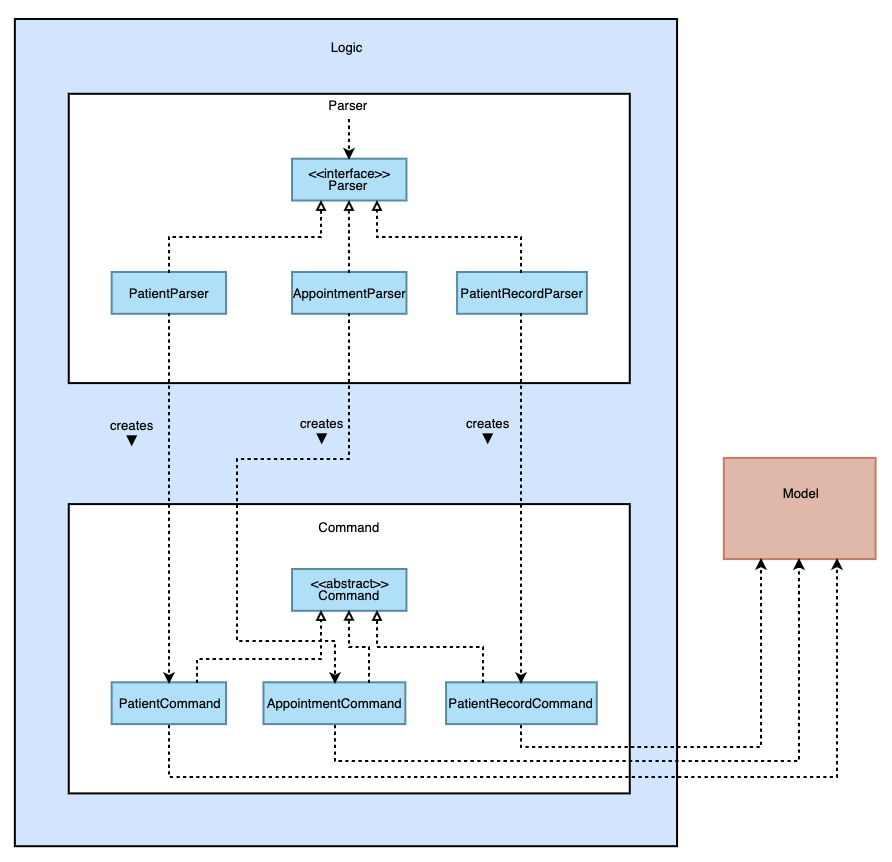 Logic
Parser
<<interface>>
Parser
PatientParser
AppointmentParser
PatientRecordParser
creates
creates
creates
Model
Command
<<abstract>>
Command
PatientCommand
AppointmentCommand
PatientRecordCommand